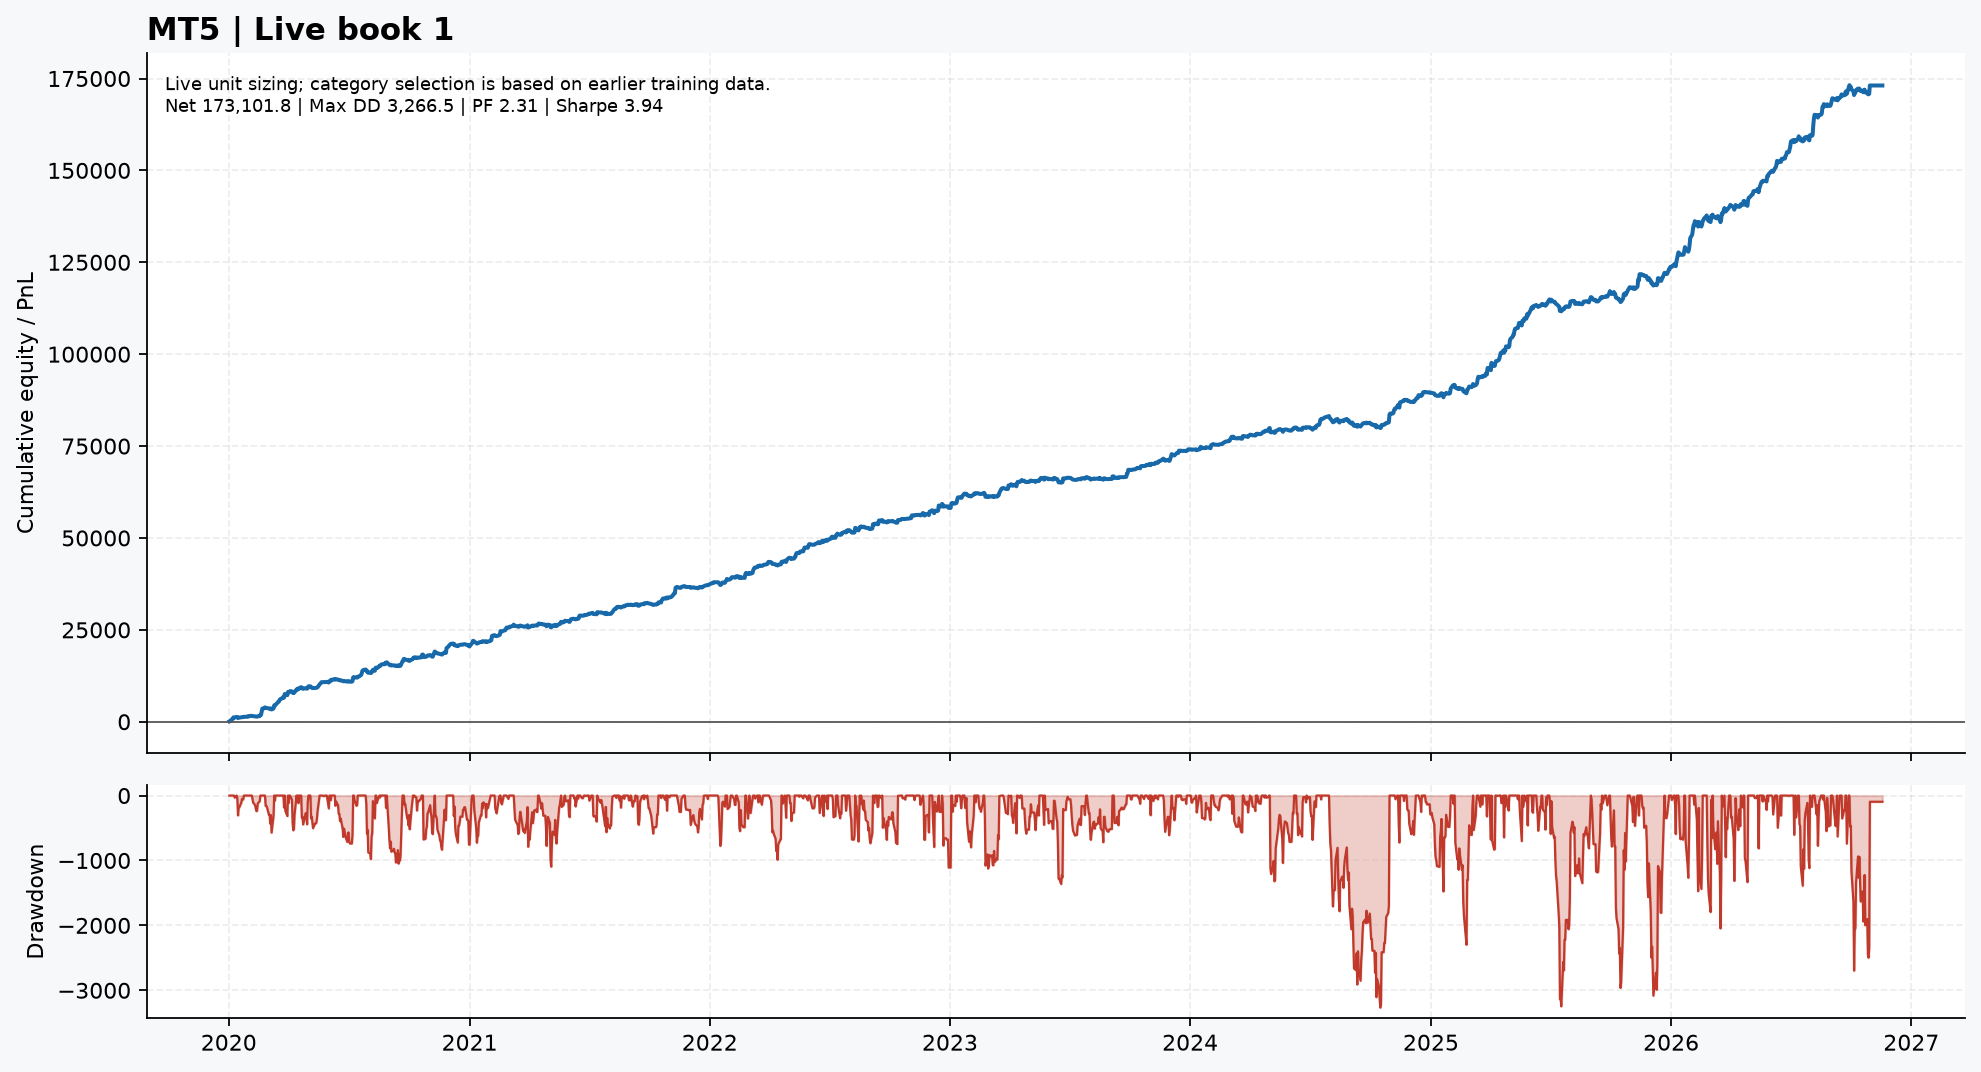 MT5 | Live book 1
Live unit sizing; category selection is based on earlier training data.
Net 173,101.8 | Max DD 3,266.5 | PF 2.31 | Sharpe 3.94
Cumulative equity / PnL
175000
150000
125000
100000
75000
50000
25000
0
Drawdown
0
−1000
−2000
−3000
2020 2021 2022 2023 2024 2025 2026 2027